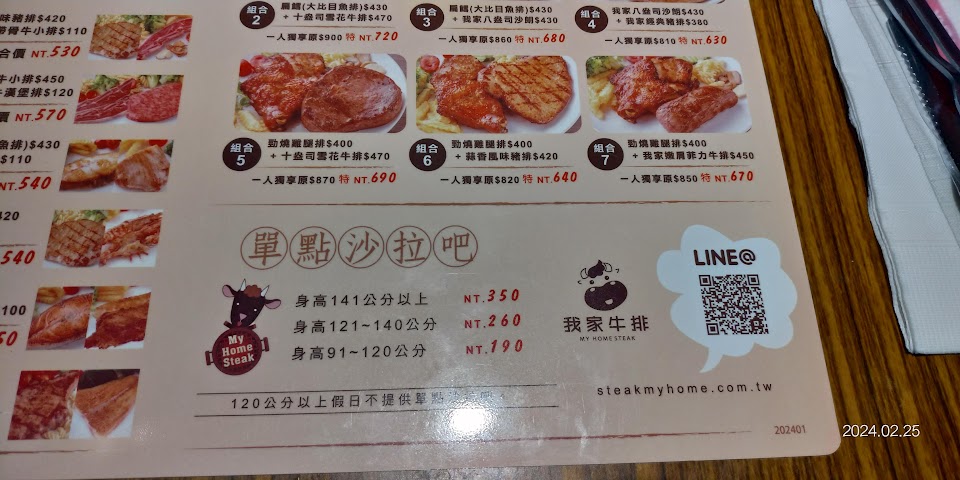 味豬排$420
帶骨牛小排$110
合價 NT.530
牛小排$450
牛漢堡排$120
價 NT.570
魚排)$430
$110
NT.540
420
540
100
50
組合2
扁鱈(大比目魚排)$430
+ 十盎司雪花牛排$470
一人獨享原$900 特 NT.720
組合3
扁鱈(大比目魚排)$430
+ 我家八盎司沙朗$430
一人獨享原$860 特 NT.680
組合4
我家八盎司沙朗$430
+ 我家經典豬排$380
一人獨享原$810 特 NT.630
組合5
勁燒雞腿排$400
+ 十盎司雪花牛排$470
一人獨享原$870 特 NT.690
組合6
勁燒雞腿排$400
+ 蒜香風味豬排$420
一人獨享原$820 特 NT.640
組合7
勁燒雞腿排$400
+ 我家嫩肩菲力牛排$450
一人獨享原$850 特 NT.670
單點沙拉吧
身高141公分以上 NT.350
身高121~140公分 NT.260
身高91~120公分 NT.190
My
Home
Steak
120公分以上假日不提供單點
我家牛排
MY HOME STEAK
LINE@
steakmyhome.com.tw
202401
2024.02.25